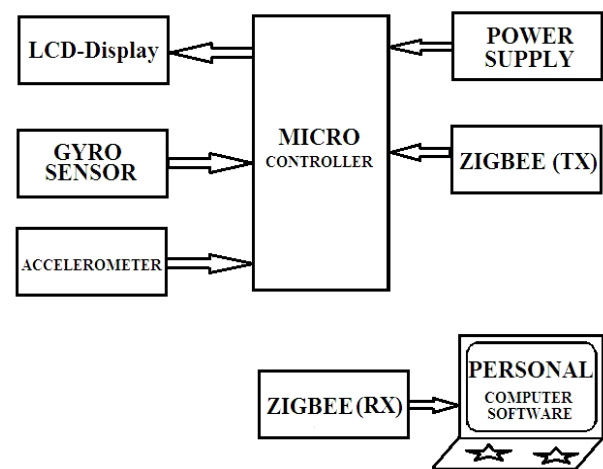 LCD-Display
POWER
SUPPLY
MICRO
CONTROLLER
GYRO
SENSOR
ZIGBEE (TX)
ACCELEROMETER
ZIGBEE (RX)
PERSONAL
COMPUTER
SOFTWARE